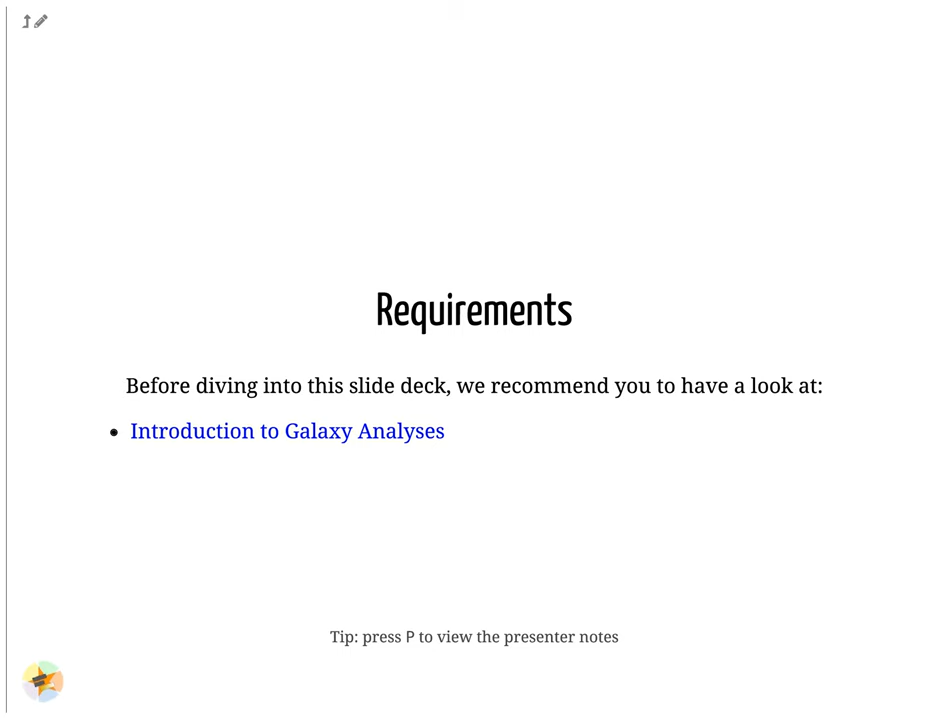 Requirements
Before diving into this slide deck, we recommend you to have a look at:
Introduction to Galaxy Analyses
Tip: press P to view the presenter notes